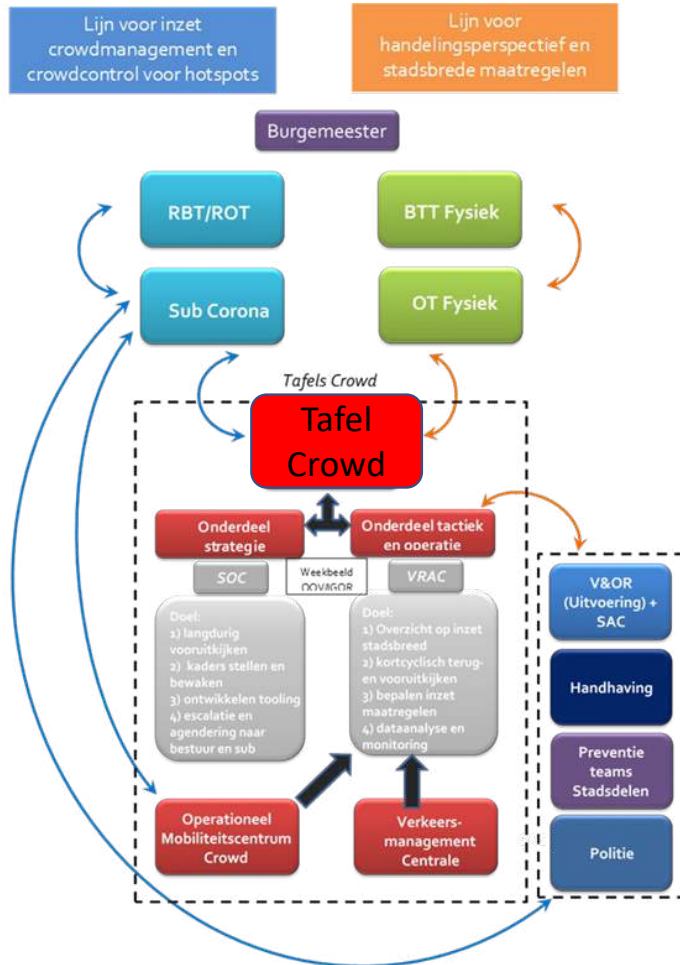 Lijn voor inzet
crowdmanagement en
crowdcontrol voor hotspots
Lijn voor
handelingsperspectief en
stadsbrede maatregelen
Burgemeester
RBT/ROT
BTT Fysiek
Sub Corona
OT Fysiek
Tafels Crowd
Tafel
Crowd
Onderdeel
strategie
Onderdeel tactiek
en operatie
SOC
Weekbeeld
OOV/GOR
VRAC
Doel:
1) langdurig
vooruitkijken
2) kaders stellen en
bewaken
3) ontwikkelen tooling
4) escalatie en
agendering naar
bestuur en sub
Doel:
1) Overzicht op inzet
stadsbreed
2) kortcyclisch terug-
en vooruitkijken
3) bepalen inzet
maatregelen
4) dataanalyse en
monitoring
Operationeel
Mobiliteitscentrum
Crowd
Verkeers-
management
Centrale
V&OR
(Uitvoering) +
SAC
Handhaving
Preventie
teams
Stadsdelen
Politie